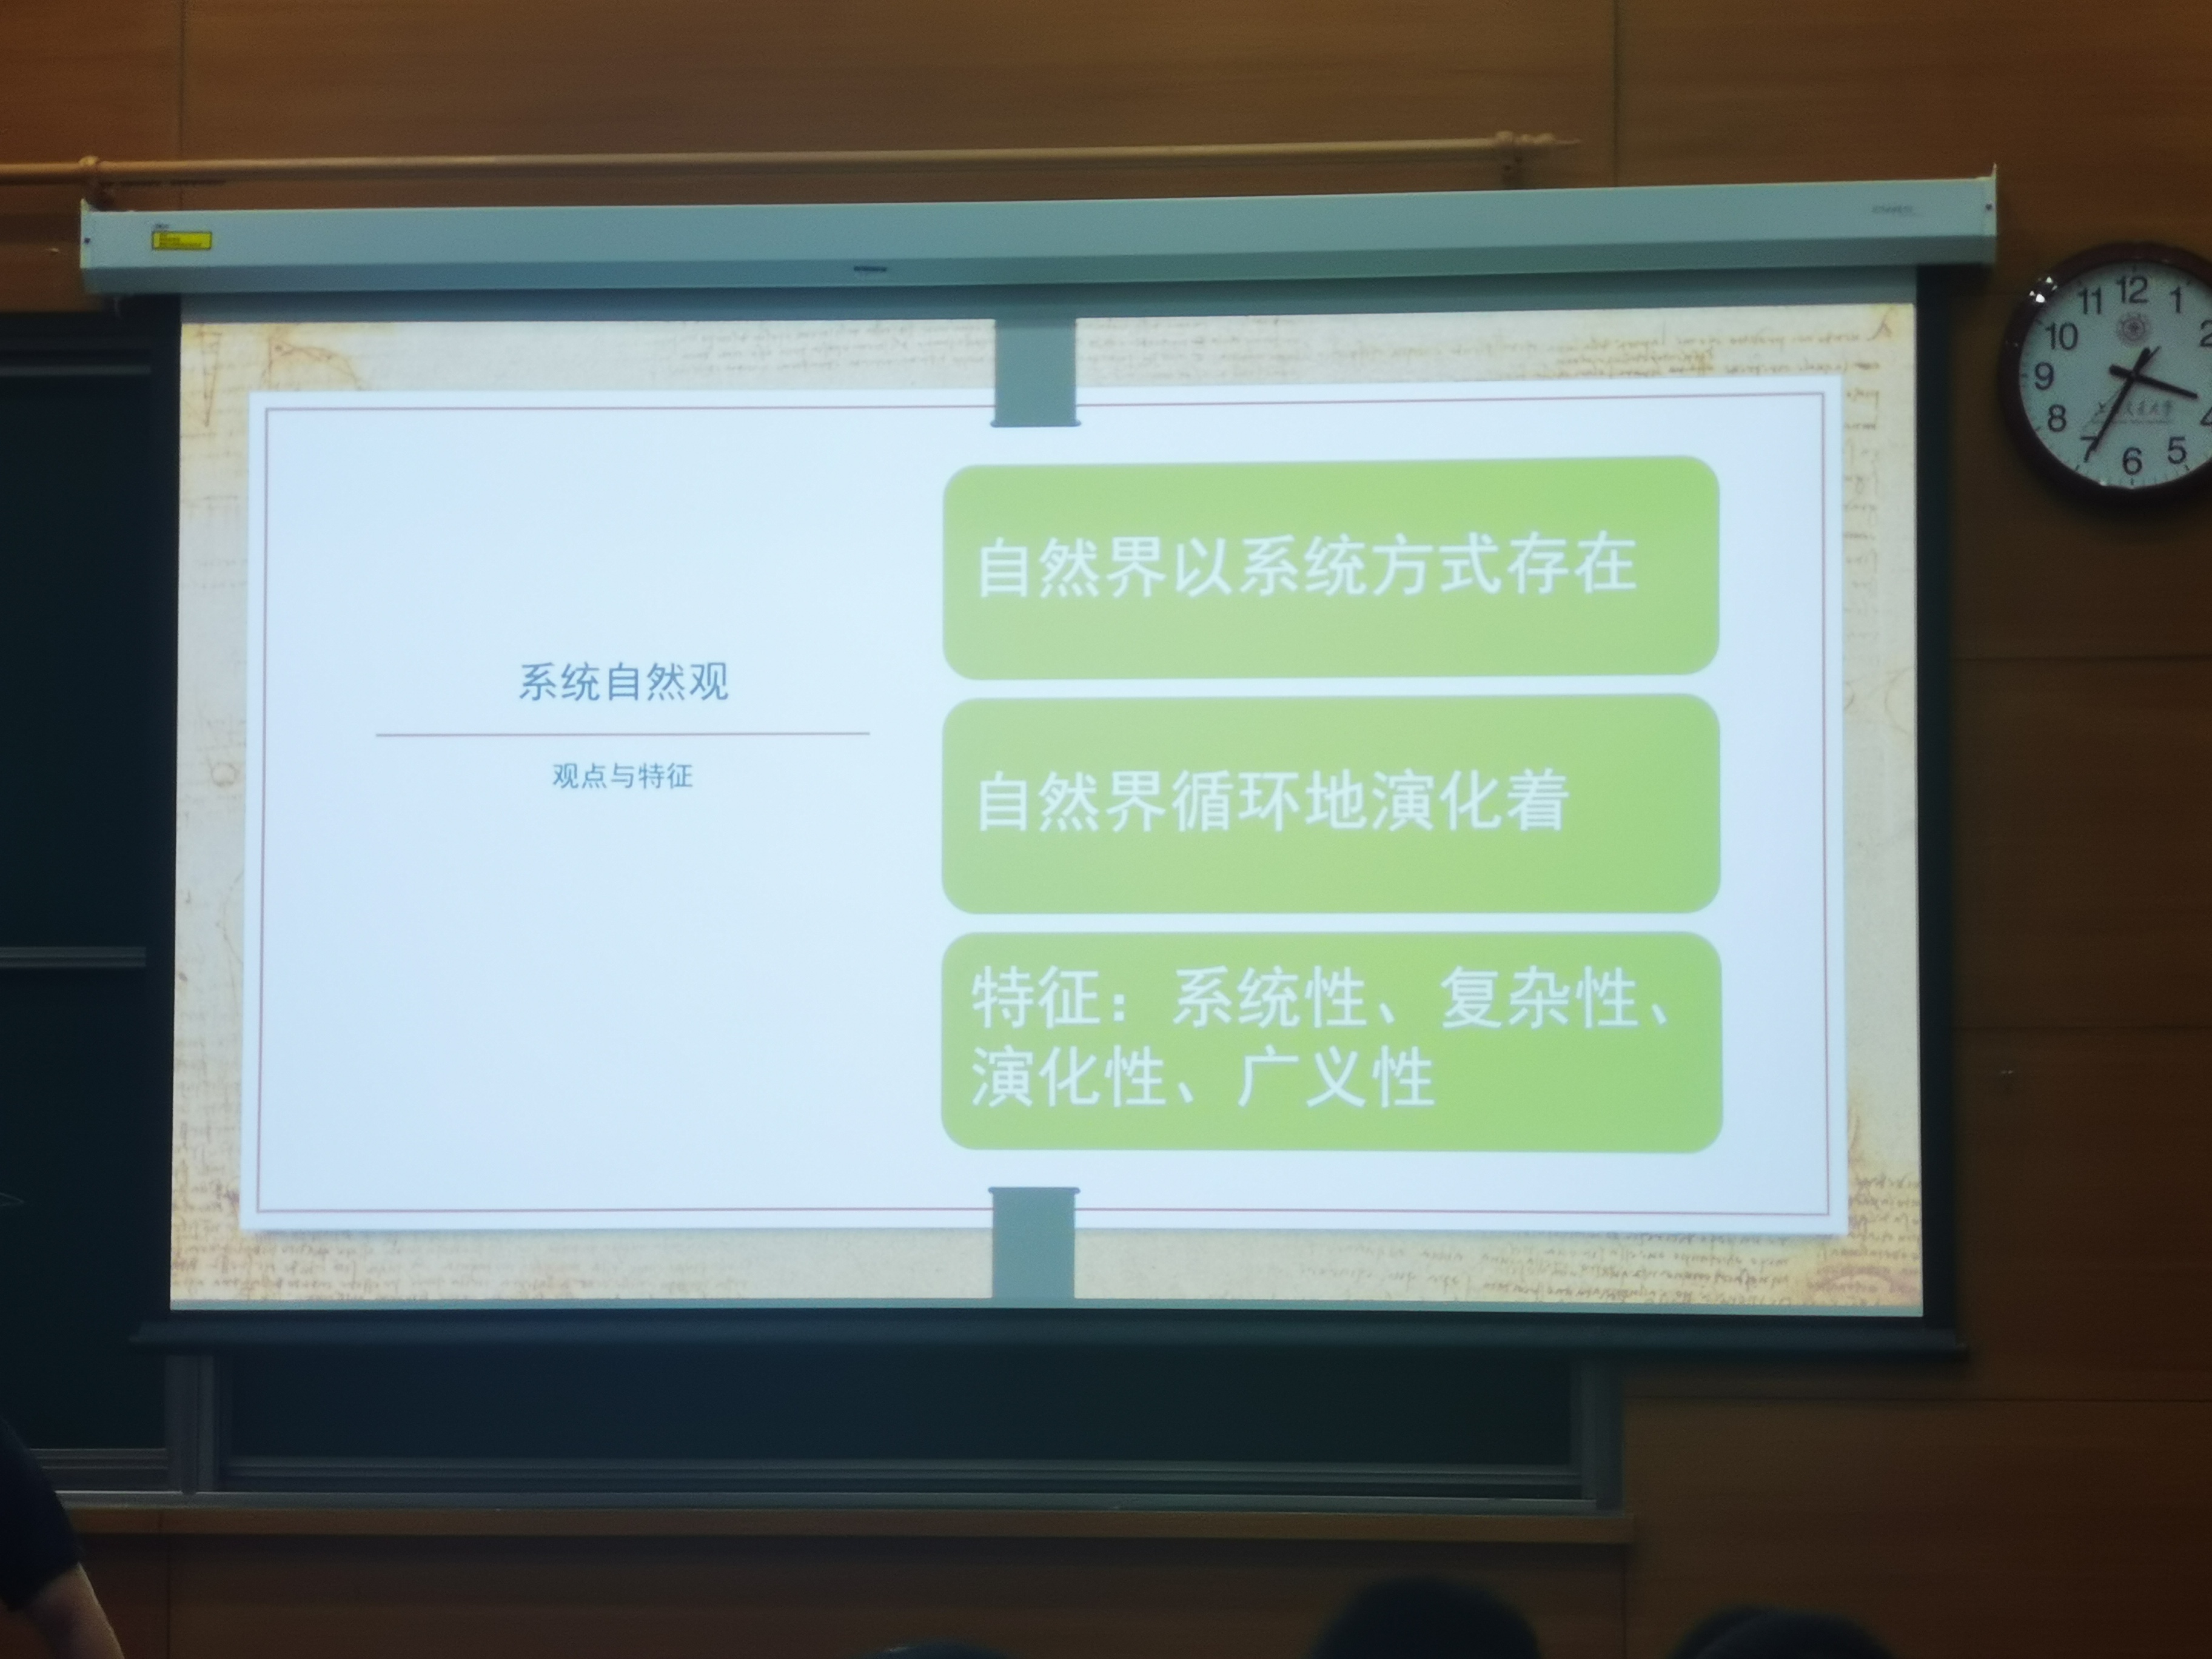 系统自然观
观点与特征
自然界以系统方式存在
自然界循环地演化着
特征：系统性、复杂性、
演化性、广义性
11 12 1
10 2
9
8 4
7 6 5